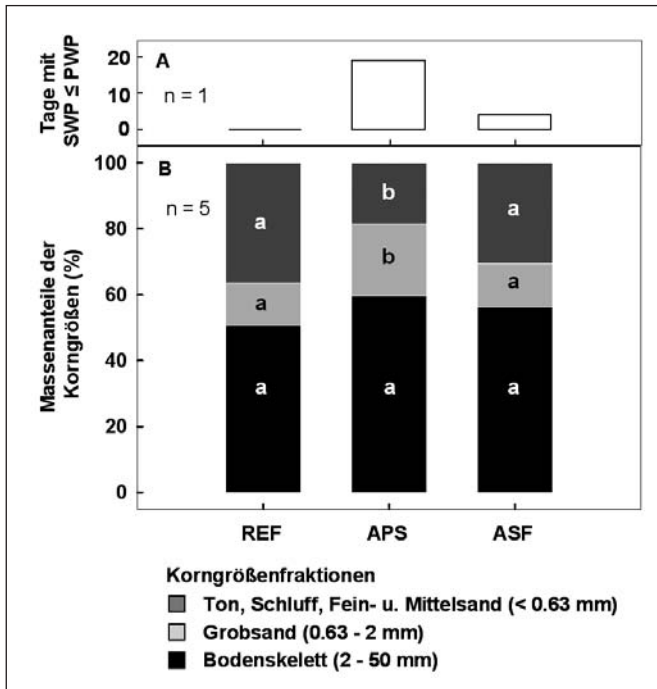 Tage mit
SWP ≤ PWP
20
10
0
A
n = 1
Massenanteile der
Korngrößen (%)
100
80
60
40
20
0
B
n = 5
a
b
a
a
b
a
a
a
a
REF APS ASF
Korngrößenfraktionen
Ton, Schluff, Fein- u. Mittelsand (< 0.63 mm)
Grobsand (0.63 - 2 mm)
Bodenskelett (2 - 50 mm)